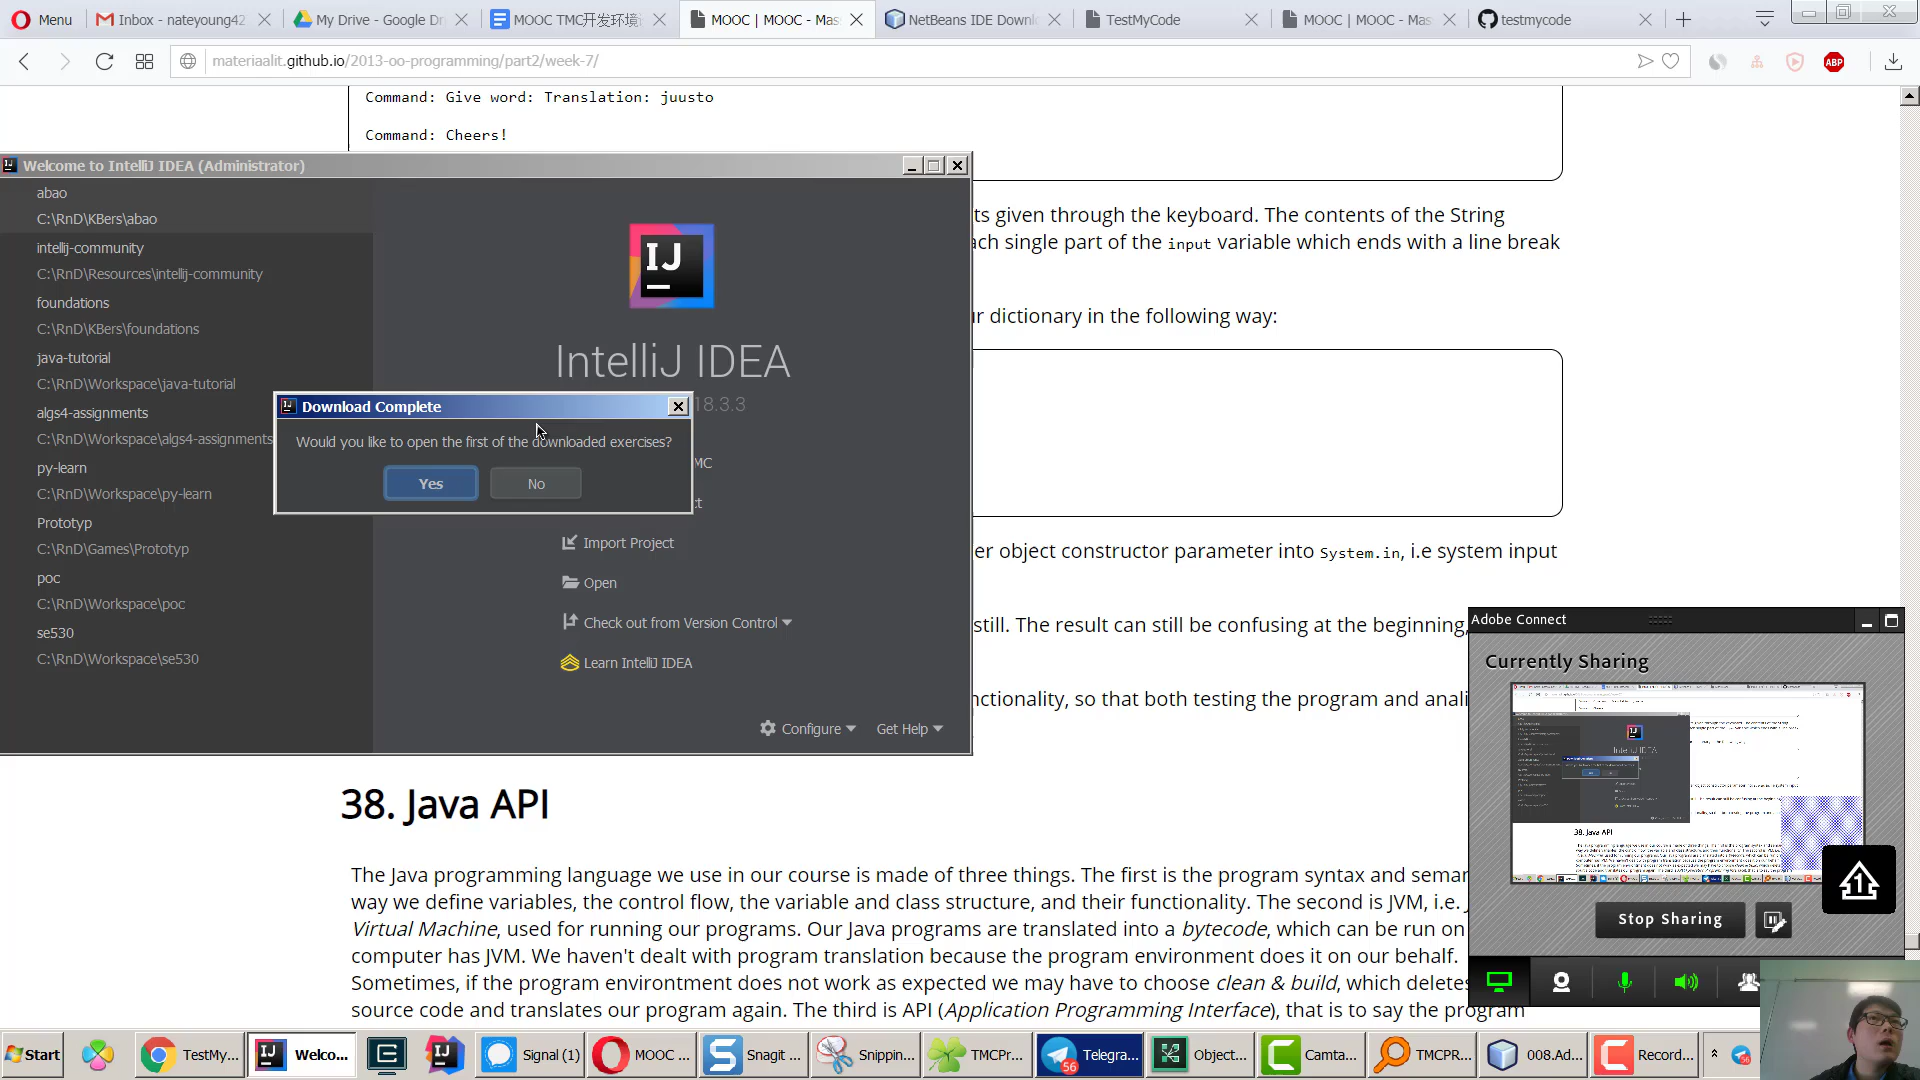 Menu
Inbox - nateyoung42
My Drive - Google Dr
MOOC TMC开发环境
MOOC | MOOC - Mas
NetBeans IDE Downl
TestMyCode
MOOC | MOOC - Mas
testmycode
materiaalit.github.io/2013-oo-programming/part2/week-7/
ABP
Command: Give word: Translation: juusto
Command: Cheers!
Welcome to IntelliJ IDEA (Administrator)
abao
C:\RnD\KBers\abao
intellij-community
C:\RnD\Resources\intellij-community
foundations
C:\RnD\KBers\foundations
java-tutorial
C:\RnD\Workspace\java-tutorial
algs4-assignments
C:\RnD\Workspace\algs4-assignments
py-learn
C:\RnD\Workspace\py-learn
Prototyp
C:\RnD\Games\Prototyp
poc
C:\RnD\Workspace\poc
se530
C:\RnD\Workspace\se530
IJ
IntelliJ IDEA
18.3.3
MC
ct
Import Project
Open
Check out from Version Control
Learn IntelliJ IDEA
Configure
Get Help
Download Complete
Would you like to open the first of the downloaded exercises?
Yes
No
ts given through the keyboard. The contents of the String
ach single part of the input variable which ends with a line break
ur dictionary in the following way:
er object constructor parameter into System.in, i.e system input
still. The result can still be confusing at the beginning,
nctionality, so that both testing the program and anali
38. Java API
The Java programming language we use in our course is made of three things. The first is the program syntax and seman
way we define variables, the control flow, the variable and class structure, and their functionality. The second is JVM, i.e. J
Virtual Machine, used for running our programs. Our Java programs are translated into a bytecode, which can be run on
computer has JVM. We haven't dealt with program translation because the program environment does it on our behalf.
Sometimes, if the program environtment does not work as expected we may have to choose clean & build, which deletes
source code and translates our program again. The third is API (Application Programming Interface), that is to say the program
Adobe Connect
Currently Sharing
38. Java API
Stop Sharing
Start
TestMy...
Welco...
Signal (1)
MOOC ...
Snagit ...
Snippin...
TMCPr...
Telegra...
56
Object...
Camta...
TMCPR...
008.Ad...
Record...